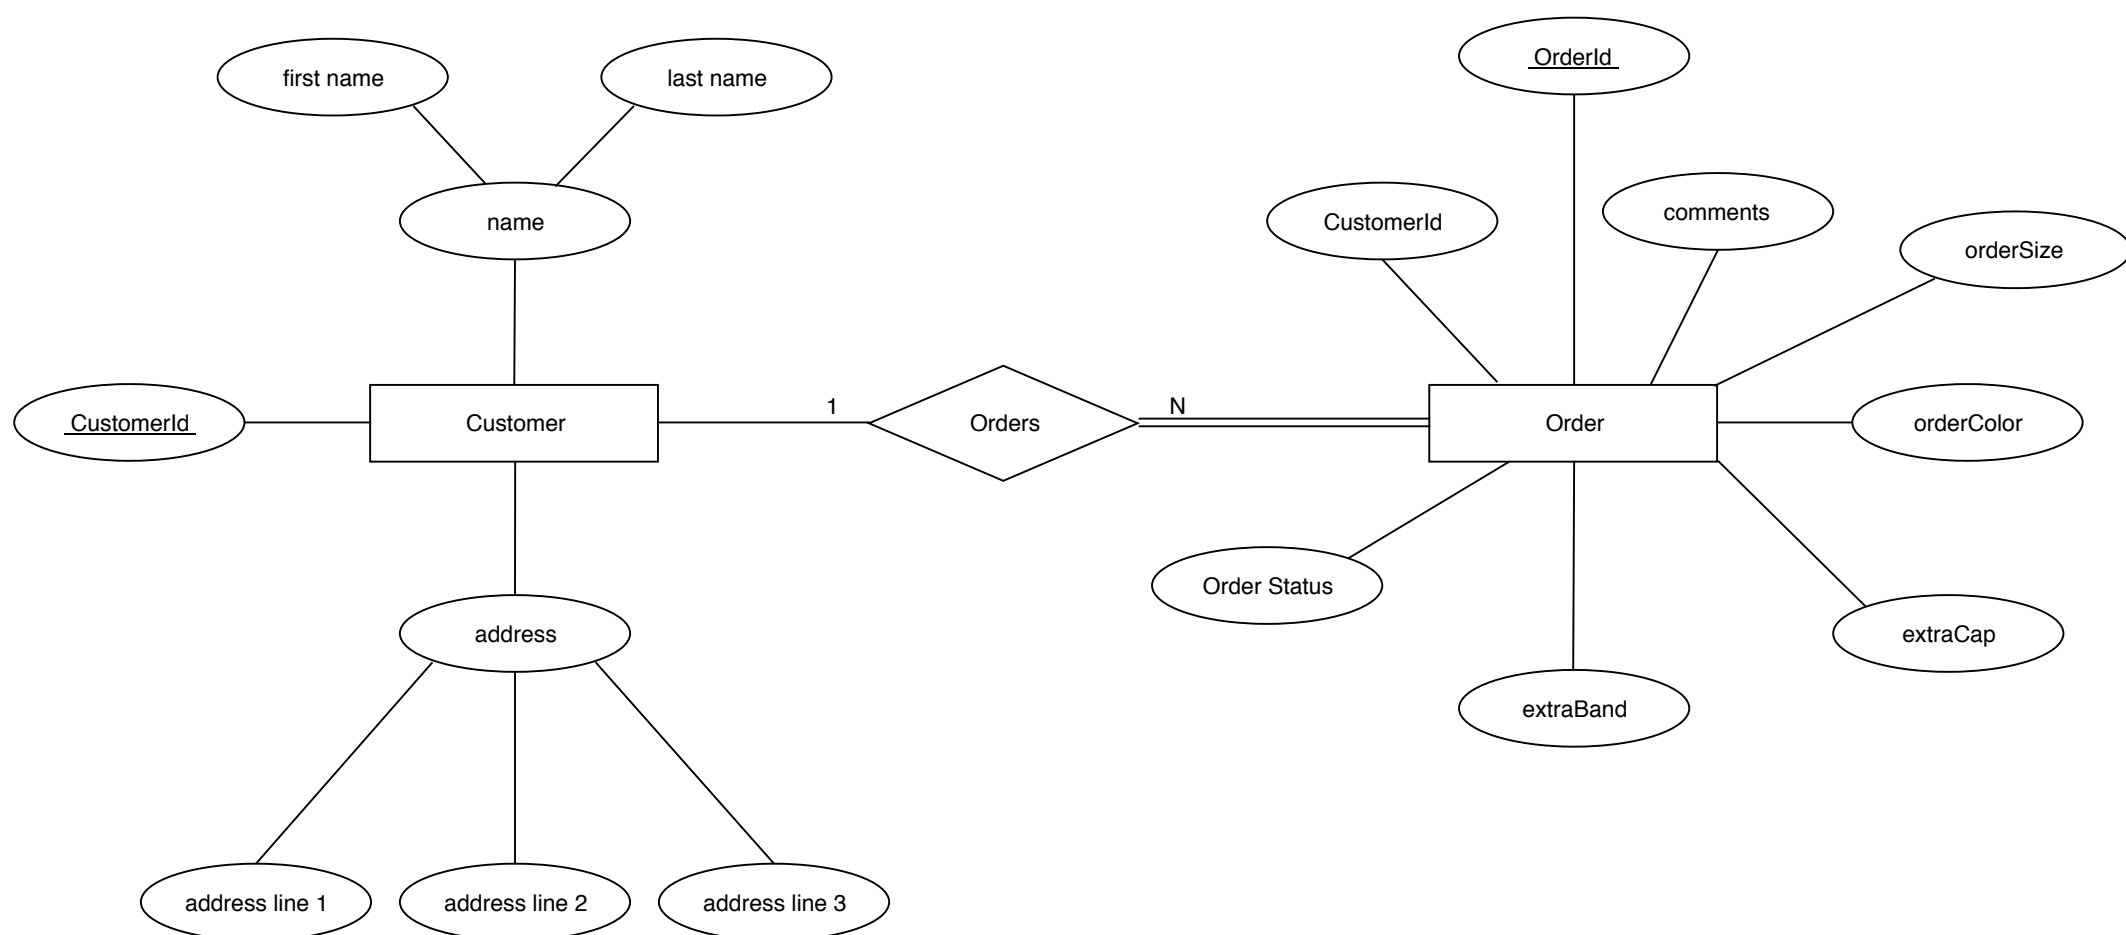 OrderId
first name
last name
comments
CustomerId
name
orderSize
1
N
CustomerId
Customer
Orders
Order
orderColor
Order Status
address
extraCap
extraBand
address line 1
address line 2
address line 3